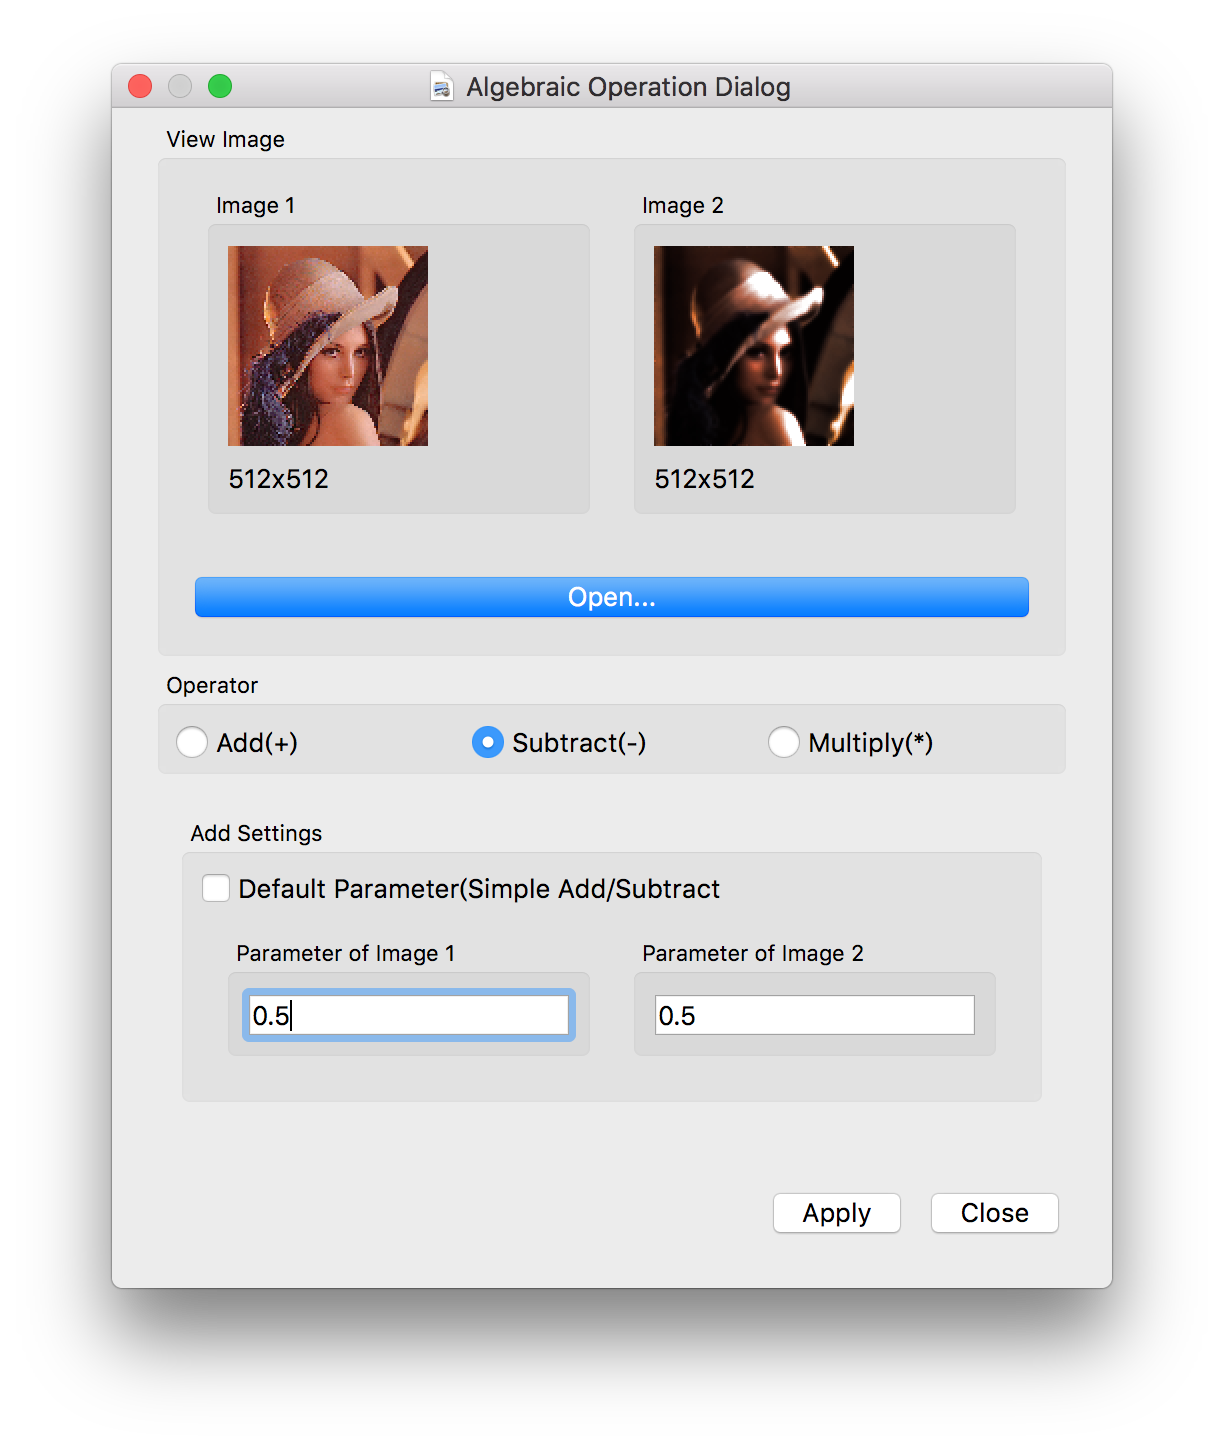 Algebraic Operation Dialog
View Image
Image 1
Image 2
512x512
512x512
Open...
Operator
Add(+)
Subtract(-)
Multiply(*)
Add Settings
Default Parameter(Simple Add/Subtract
Parameter of Image 1
Parameter of Image 2
0.5
0.5
Apply
Close